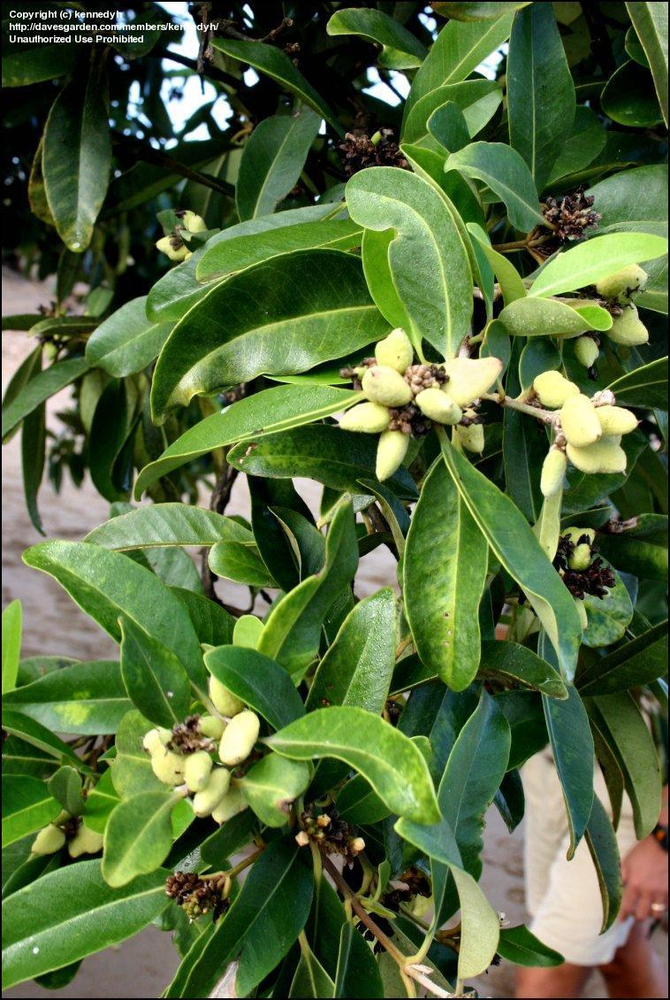 Copyright (c) kennedyh
http://davesgarden.com/members/kennedyh/
Unauthorized Use Prohibited